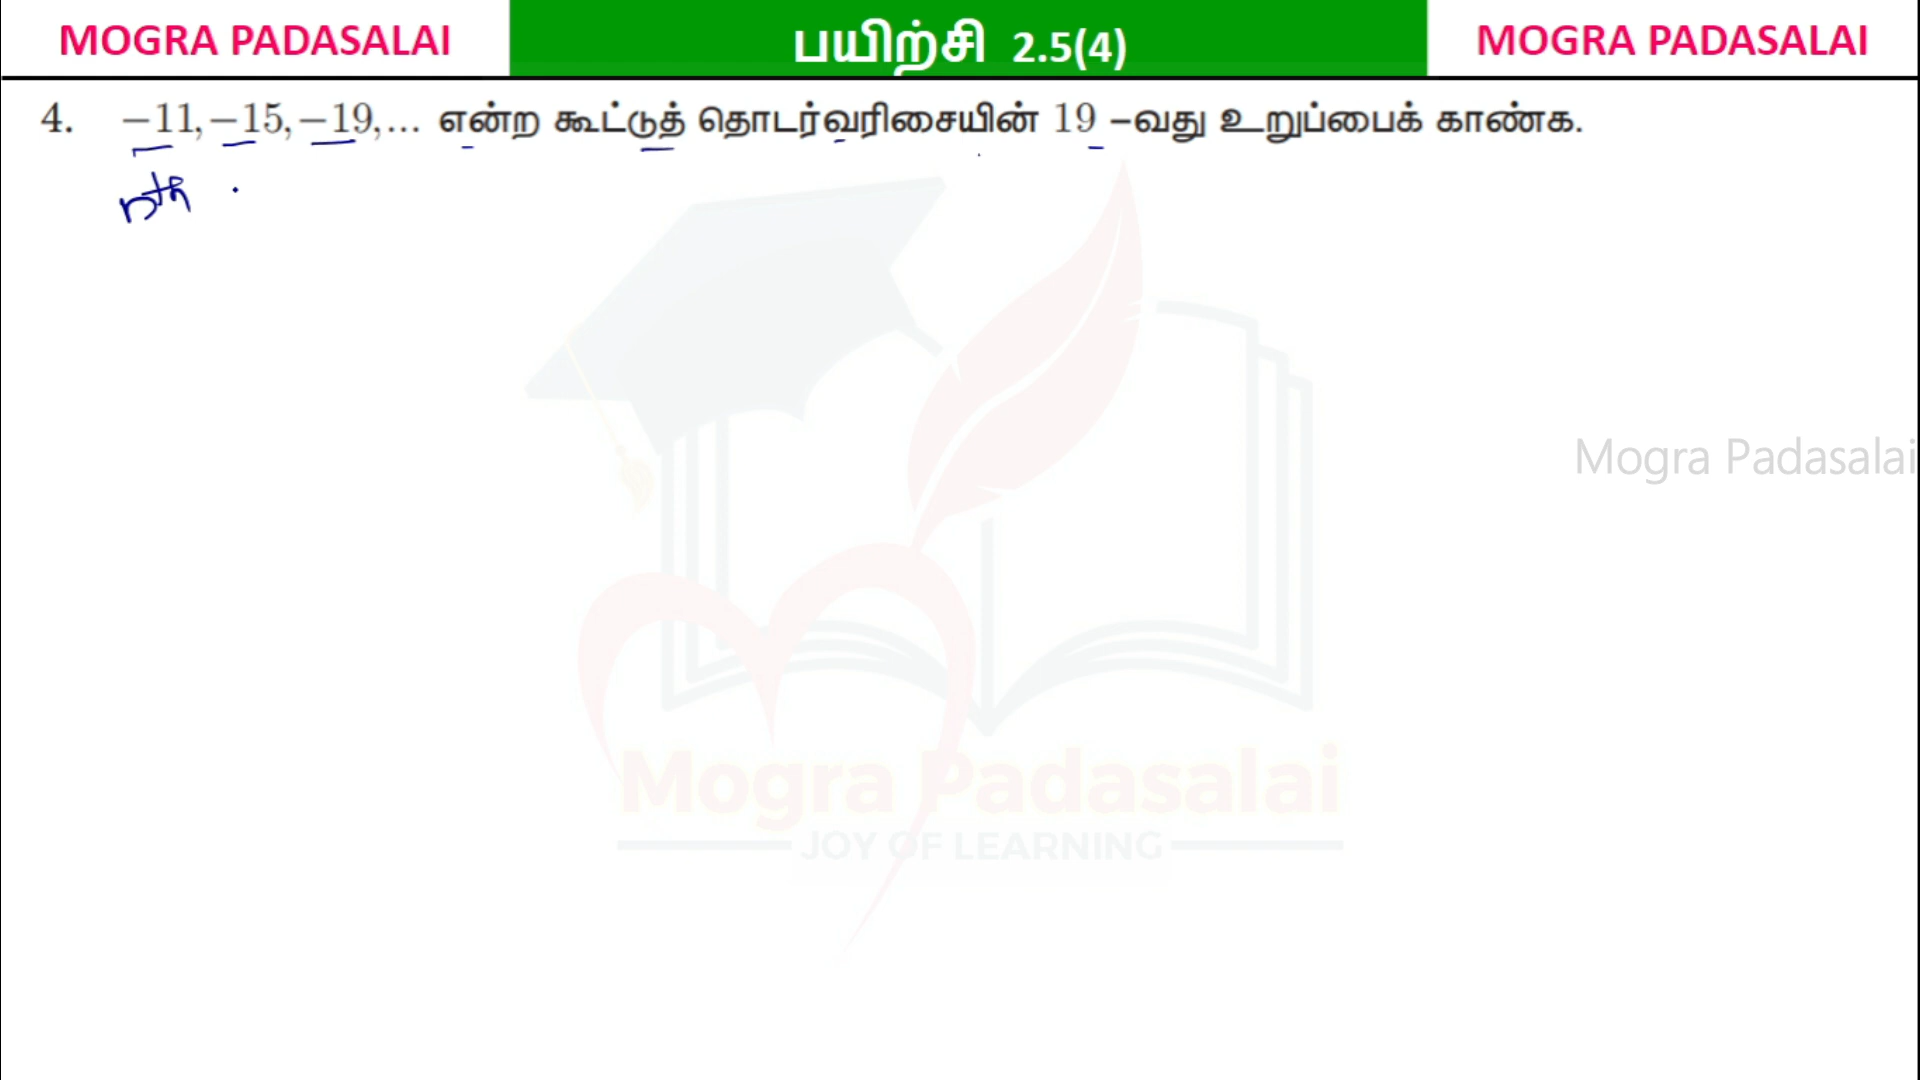 MOGRA PADASALAI பயிற்சி 2.5(4) MOGRA PADASALAI
4. −11, −15, −19, ... என்ற கூட்டுத் தொடர்வரிசையின் 19 –வது உறுப்பைக் காண்க.
nth
Mogra Padasalai
Mogra Padasalai
JOY OF LEARNING